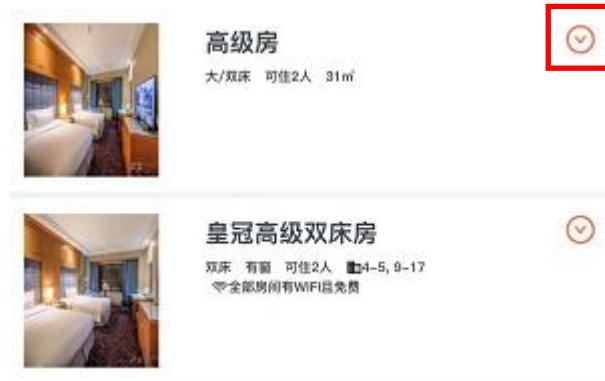 高级房
大/双床 可住2人 31㎡
皇冠高级双床房
双床 有窗 可住2人 4-5, 9-17
全部房间有WIFI且免费